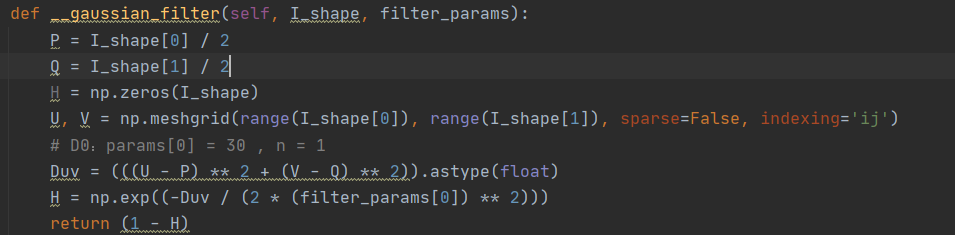 def __gaussian_filter(self, I_shape, filter_params):
    P = I_shape[0] / 2
    Q = I_shape[1] / 2
    H = np.zeros(I_shape)
    U, V = np.meshgrid(range(I_shape[0]), range(I_shape[1]), sparse=False, indexing='ij')
    # D0：params[0] = 30 , n = 1
    Duv = (((U - P) ** 2 + (V - Q) ** 2)).astype(float)
    H = np.exp((-Duv / (2 * (filter_params[0]) ** 2)))
    return (1 - H)